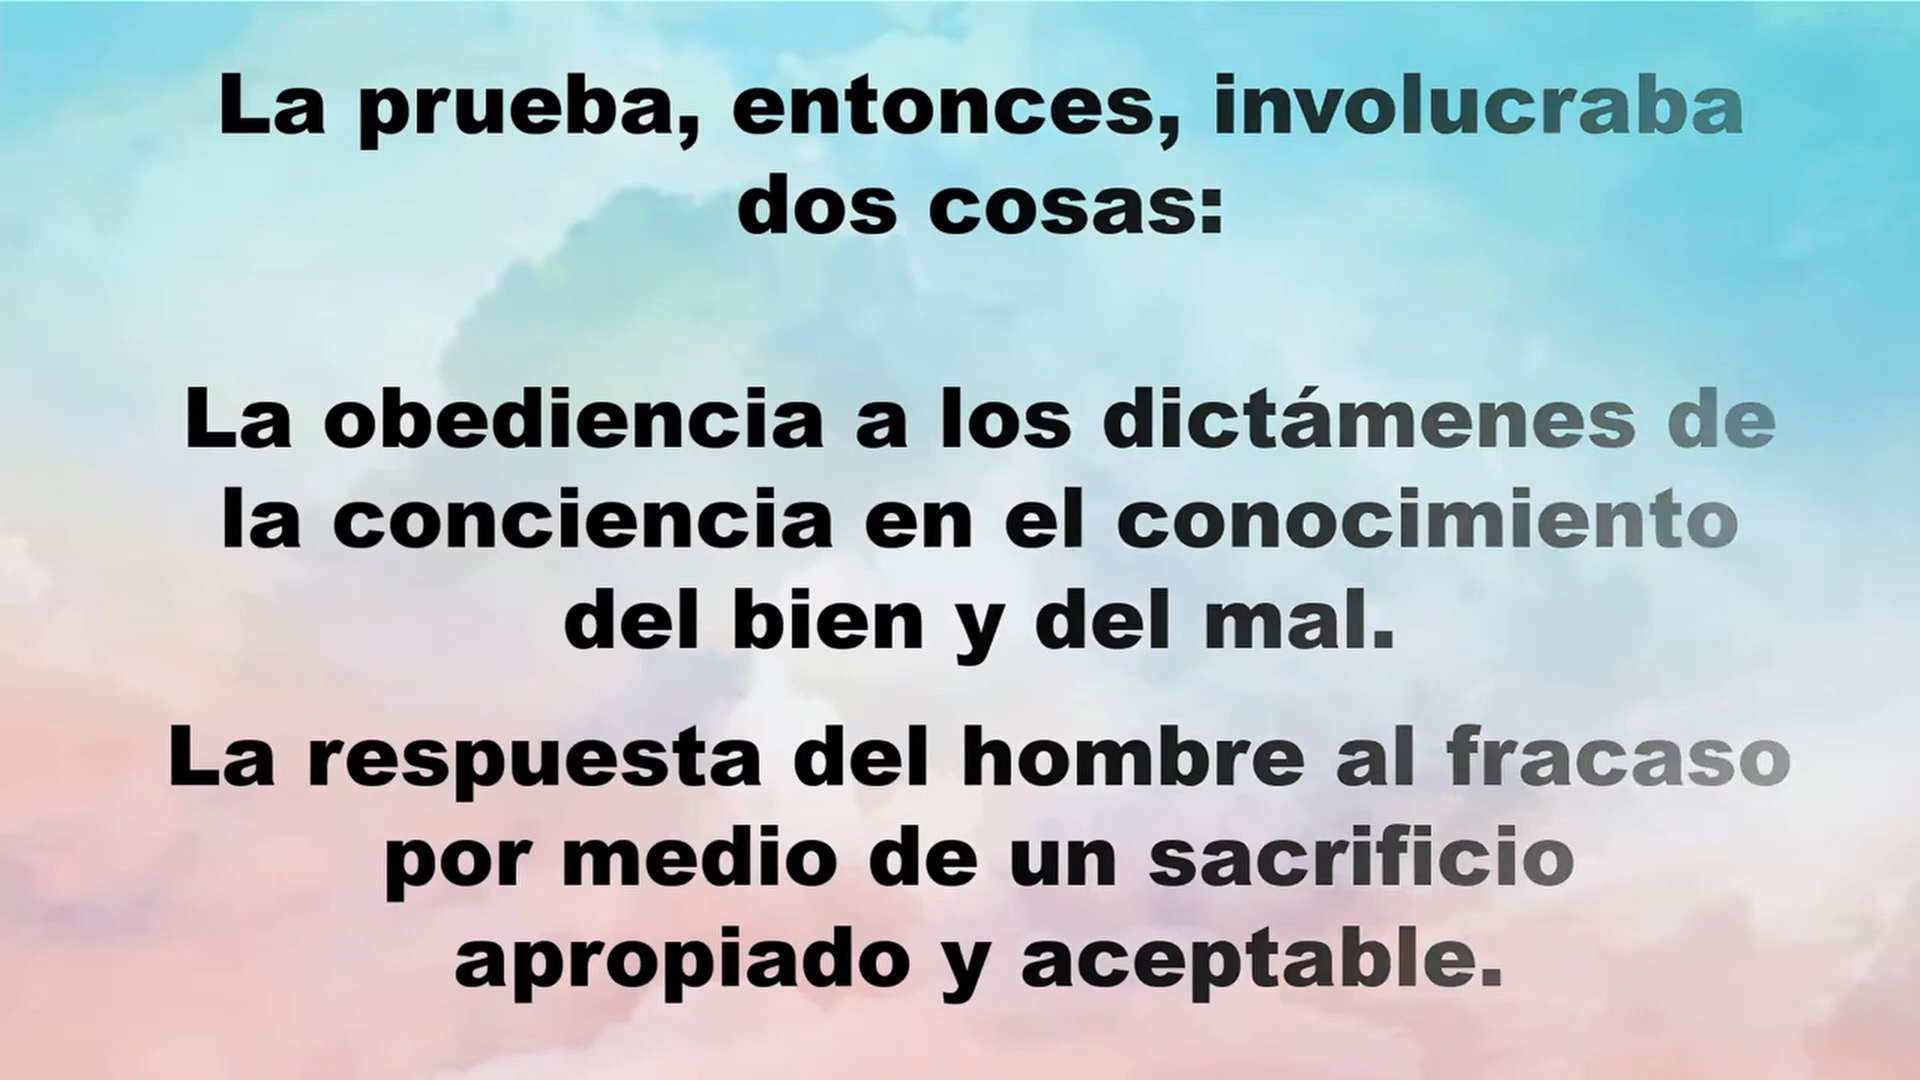 La prueba, entonces, involucraba
dos cosas:
La obediencia a los dictámenes de
la conciencia en el conocimiento
del bien y del mal.
La respuesta del hombre al fracaso
por medio de un sacrificio
apropiado y aceptable.